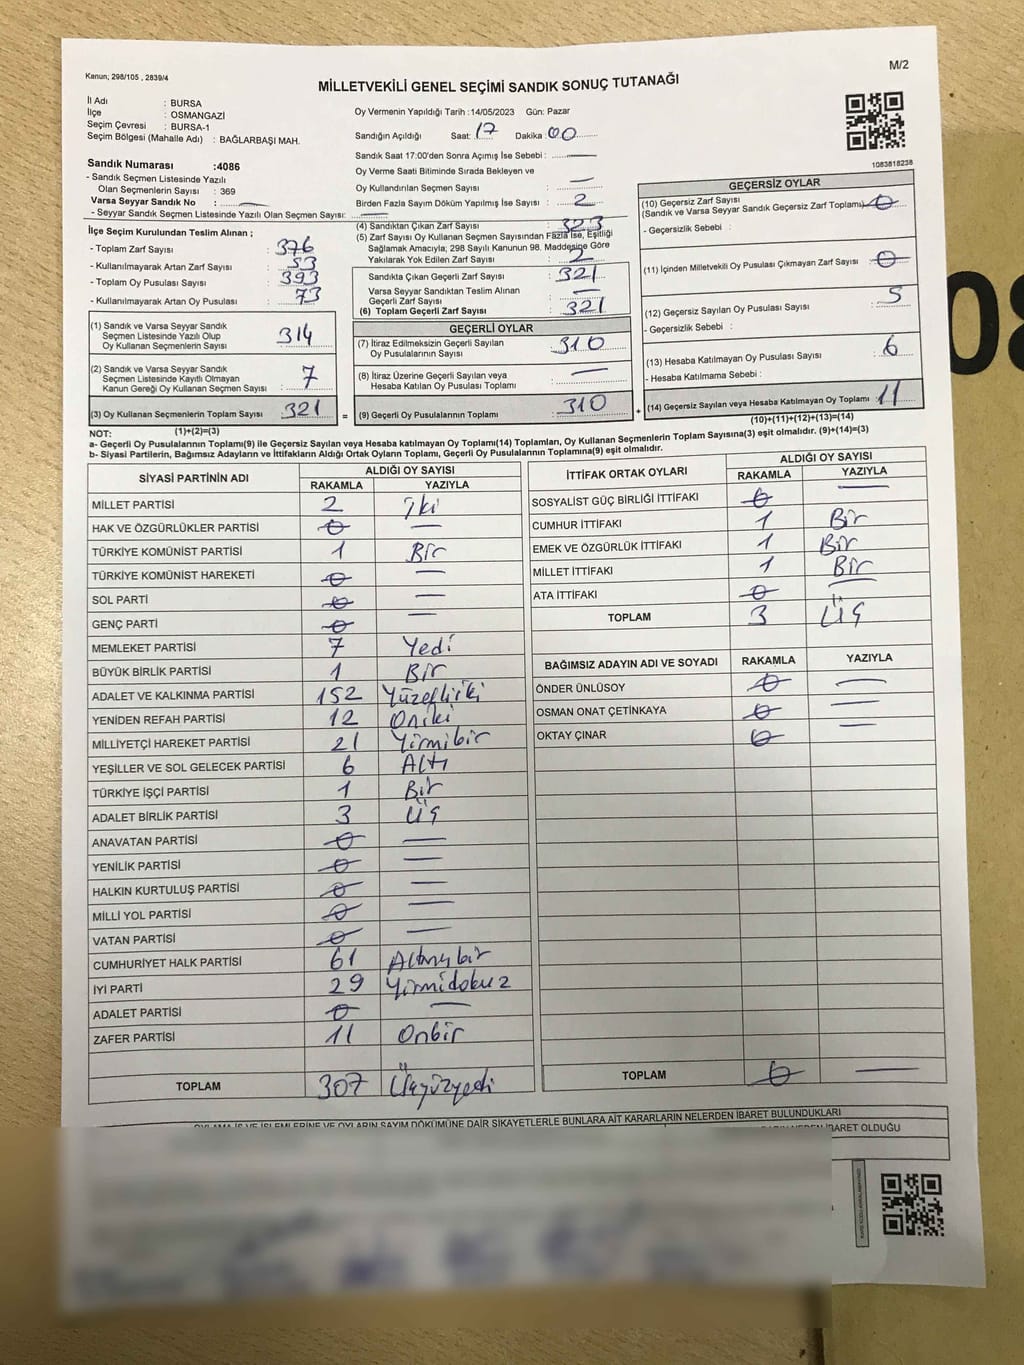 Kanun; 298/105 , 2839/4
M/2
MİLLETVEKİLİ GENEL SEÇİMİ SANDIK SONUÇ TUTANAĞI
İl Adı : BURSA
İlçe : OSMANGAZİ
Seçim Çevresi : BURSA-1
Seçim Bölgesi (Mahalle Adı) : BAĞLARBAŞI MAH.
Sandık Numarası :4086
- Sandık Seçmen Listesinde Yazılı
Olan Seçmenlerin Sayısı : 369
Varsa Seyyar Sandık No : —
- Seyyar Sandık Seçmen Listesinde Yazılı Olan Seçmen Sayısı: —
Oy Vermenin Yapıldığı Tarih :14/05/2023 Gün: Pazar
Sandığın Açıldığı Saat: 17 Dakika : 00
Sandık Saat 17:00'den Sonra Açılmış İse Sebebi : —
Oy Verme Saati Bitiminde Sırada Bekleyen ve
Oy Kullandırılan Seçmen Sayısı : —
Birden Fazla Sayım Döküm Yapılmış İse Sayısı : 2
1083818238
İlçe Seçim Kurulundan Teslim Alınan ;
- Toplam Zarf Sayısı : 376
- Kullanılmayarak Artan Zarf Sayısı : 53
- Toplam Oy Pusulası Sayısı : 393
- Kullanılmayarak Artan Oy Pusulası : 73
(1) Sandık ve Varsa Seyyar Sandık
Seçmen Listesinde Yazılı Olup
Oy Kullanan Seçmenlerin Sayısı : 314
(2) Sandık ve Varsa Seyyar Sandık
Seçmen Listesinde Kayıtlı Olmayan
Kanun Gereği Oy Kullanan Seçmen Sayısı : 7
(3) Oy Kullanan Seçmenlerin Toplam Sayısı : 321 =
(1)+(2)=(3)
(4) Sandıktan Çıkan Zarf Sayısı : 323
(5) Zarf Sayısı Oy Kullanan Seçmen Sayısından Fazla İse, Eşitliği
Sağlamak Amacıyla; 298 Sayılı Kanunun 98. Maddesine Göre
Yakılarak Yok Edilen Zarf Sayısı : 2
Sandıkta Çıkan Geçerli Zarf Sayısı : 321
Varsa Seyyar Sandıktan Teslim Alınan
Geçerli Zarf Sayısı : —
(6) Toplam Geçerli Zarf Sayısı : 321
GEÇERLİ OYLAR
(7) İtiraz Edilmeksizin Geçerli Sayılan
Oy Pusulalarının Sayısı : 310
(8) İtiraz Üzerine Geçerli Sayılan veya
Hesaba Katılan Oy Pusulası Toplamı : —
(9) Geçerli Oy Pusulalarının Toplamı : 310 +
GEÇERSİZ OYLAR
(10) Geçersiz Zarf Sayısı
(Sandık ve Varsa Seyyar Sandık Geçersiz Zarf Toplamı) : 0
- Geçersizlik Sebebi :
(11) İçinden Milletvekili Oy Pusulası Çıkmayan Zarf Sayısı : 0
(12) Geçersiz Sayılan Oy Pusulası Sayısı : 5
- Geçersizlik Sebebi :
(13) Hesaba Katılmayan Oy Pusulası Sayısı : 6
- Hesaba Katılmama Sebebi :
(14) Geçersiz Sayılan veya Hesaba Katılmayan Oy Toplamı : 11
(10)+(11)+(12)+(13)=(14)
NOT:
a- Geçerli Oy Pusulalarının Toplamı(9) ile Geçersiz Sayılan veya Hesaba katılmayan Oy Toplamı(14) Toplamları, Oy Kullanan Seçmenlerin Toplam Sayısına(3) eşit olmalıdır. (9)+(14)=(3)
b- Siyasi Partilerin, Bağımsız Adayların ve İttifakların Aldığı Ortak Oyların Toplamı, Geçerli Oy Pusulalarının Toplamına(9) eşit olmalıdır.
SİYASİ PARTİNİN ADI ALDIĞI OY SAYISI
RAKAMLA YAZIYLA
MİLLET PARTİSİ 2 iki
HAK VE ÖZGÜRLÜKLER PARTİSİ 0 —
TÜRKİYE KOMÜNİST PARTİSİ 1 Bir
TÜRKİYE KOMÜNİST HAREKETİ 0 —
SOL PARTİ 0 —
GENÇ PARTİ 0 —
MEMLEKET PARTİSİ 7 Yedi
BÜYÜK BİRLİK PARTİSİ 1 Bir
ADALET VE KALKINMA PARTİSİ 152 Yüzelliiki
YENİDEN REFAH PARTİSİ 12 Oniki
MİLLİYETÇİ HAREKET PARTİSİ 21 Yirmibir
YEŞİLLER VE SOL GELECEK PARTİSİ 6 Altı
TÜRKİYE İŞÇİ PARTİSİ 1 Bir
ADALET BİRLİK PARTİSİ 3 Üç
ANAVATAN PARTİSİ 0 —
YENİLİK PARTİSİ 0 —
HALKIN KURTULUŞ PARTİSİ 0 —
MİLLİ YOL PARTİSİ 0 —
VATAN PARTİSİ 0 —
CUMHURİYET HALK PARTİSİ 61 Altmışbir
İYİ PARTİ 29 Yirmidokuz
ADALET PARTİSİ 0 —
ZAFER PARTİSİ 11 Onbir
TOPLAM 307 Üçyüzyedi
İTTİFAK ORTAK OYLARI ALDIĞI OY SAYISI
RAKAMLA YAZIYLA
SOSYALİST GÜÇ BİRLİĞİ İTTİFAKI 0 —
CUMHUR İTTİFAKI 1 Bir
EMEK VE ÖZGÜRLÜK İTTİFAKI 1 Bir
MİLLET İTTİFAKI 1 Bir
ATA İTTİFAKI 0 —
TOPLAM 3 Üç
BAĞIMSIZ ADAYIN ADI VE SOYADI RAKAMLA YAZIYLA
ÖNDER ÜNLÜSOY 0 —
OSMAN ONAT ÇETİNKAYA 0 —
OKTAY ÇINAR 0 —
TOPLAM 0 —
OYLAMA İŞ VE İŞLEMLERİNE VE OYLARIN SAYIM DÖKÜMÜNE DAİR ŞİKAYETLERLE BUNLARA AİT KARARLARIN NELERDEN İBARET BULUNDUKLARI
İBARET OLDUĞU
08